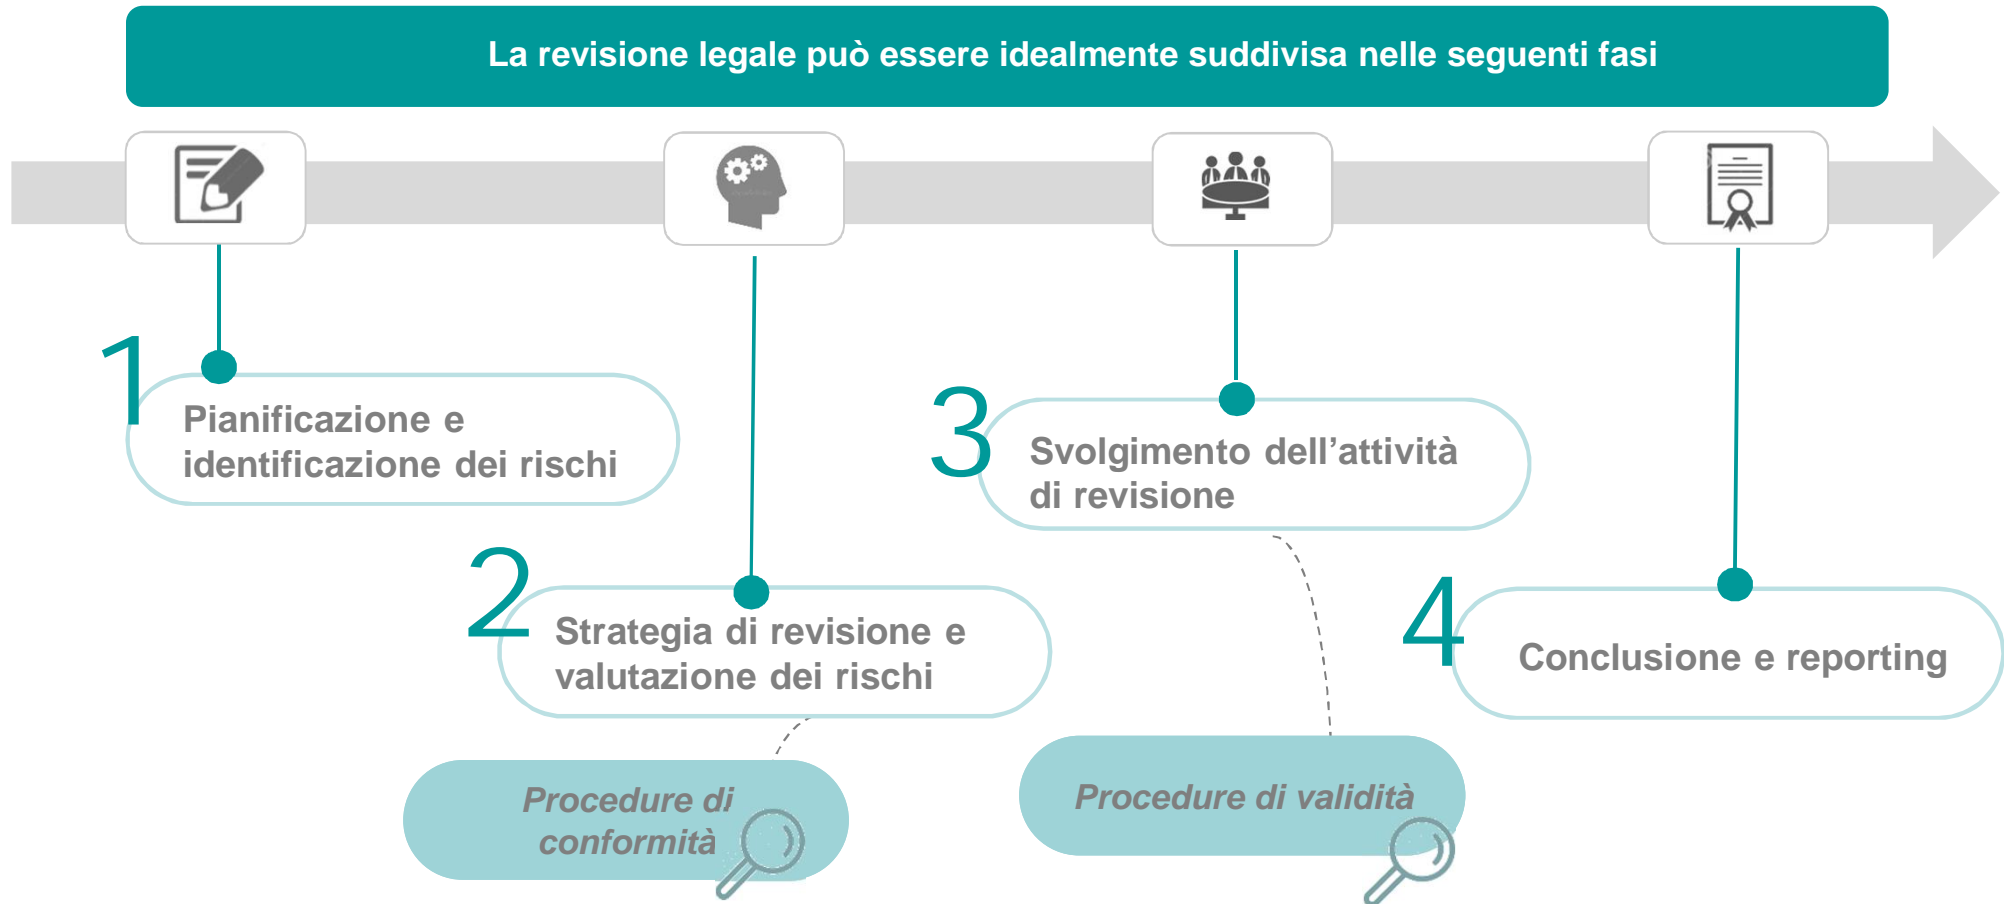 La revisione legale può essere idealmente suddivisa nelle seguenti fasi
1
Pianificazione e
identificazione dei rischi
2
Strategia di revisione e
valutazione dei rischi
Procedure di
conformità
3
Svolgimento dell’attività
di revisione
Procedure di validità
4
Conclusione e reporting